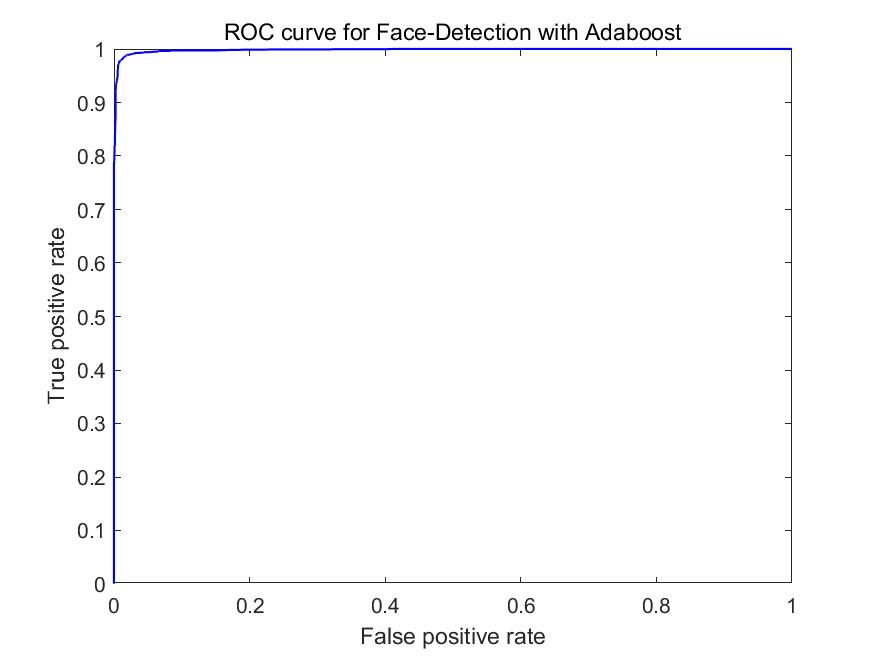 ROC curve for Face-Detection with Adaboost
1
0.9
0.8
0.7
0.6
0.5
0.4
0.3
0.2
0.1
0
True positive rate
0 0.2 0.4 0.6 0.8 1
False positive rate